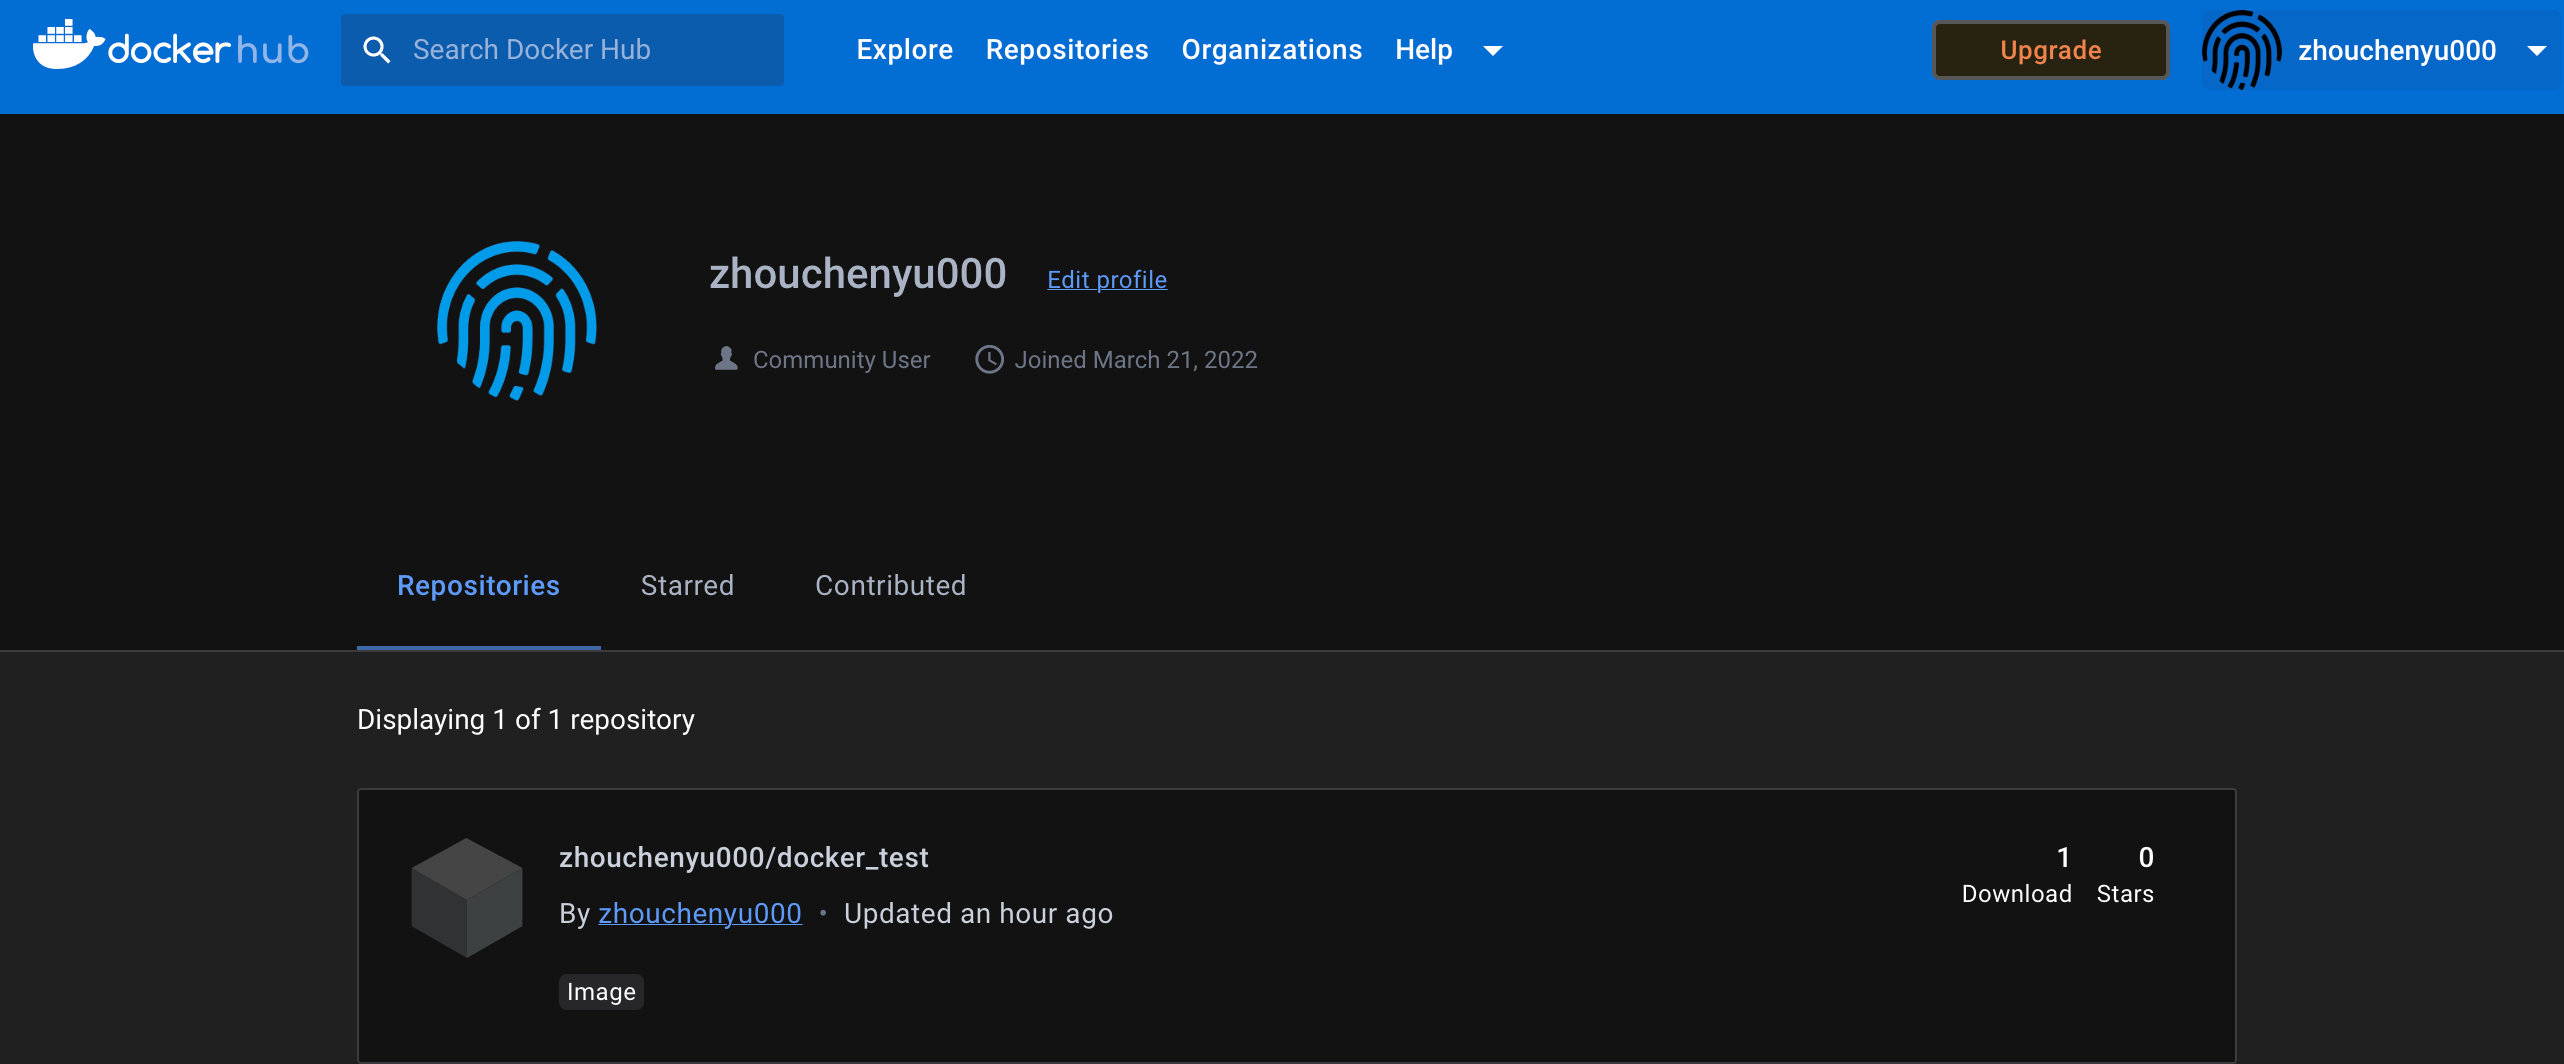 docker hub
Search Docker Hub
Explore
Repositories
Organizations
Help
Upgrade
zhouchenyu000
zhouchenyu000
Edit profile
Community User
Joined March 21, 2022
Repositories
Starred
Contributed
Displaying 1 of 1 repository
zhouchenyu000/docker_test
1
0
Download
Stars
By zhouchenyu000 • Updated an hour ago
Image